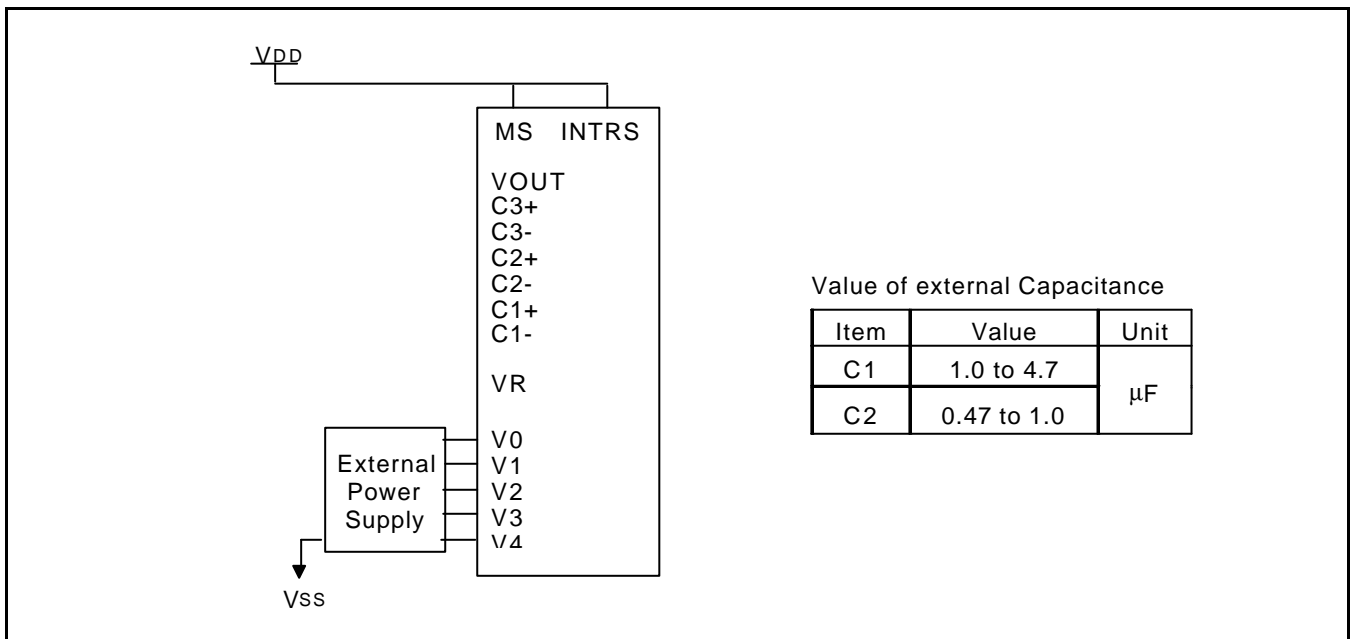 VDD
MS INTRS
VOUT
C3+
C3-
C2+
C2-
C1+
C1-
VR
V0
V1
V2
V3
V4
External
Power
Supply
VSS
Value of external Capacitance
Item Value Unit
C1 1.0 to 4.7 μF
C2 0.47 to 1.0